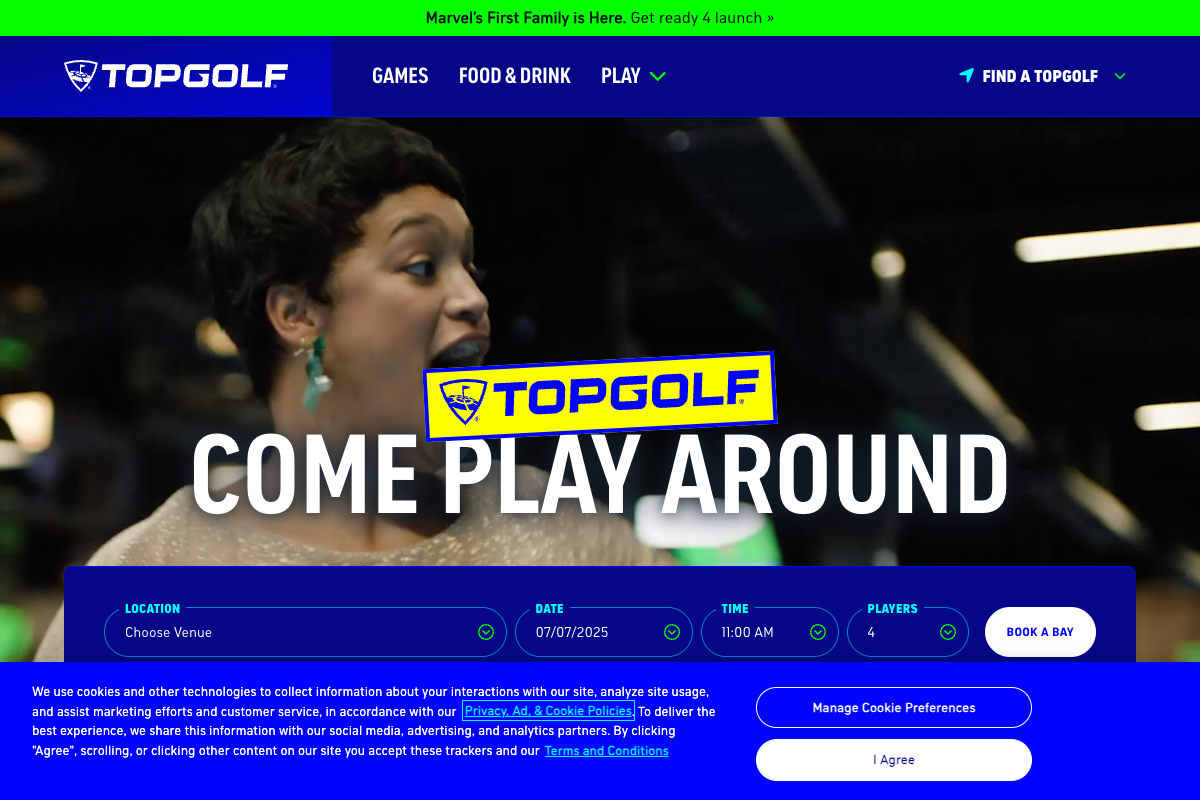 Marvel's First Family is Here. Get ready 4 launch »
TOPGOLF
GAMES
FOOD & DRINK
PLAY
FIND A TOPGOLF
TOPGOLF
COME PLAY AROUND
LOCATION
Choose Venue
DATE
07/07/2025
TIME
11:00 AM
PLAYERS
4
BOOK A BAY
We use cookies and other technologies to collect information about your interactions with our site, analyze site usage,
and assist marketing efforts and customer service, in accordance with our Privacy, Ad, & Cookie Policies. To deliver the
best experience, we share this information with our social media, advertising, and analytics partners. By clicking
"Agree", scrolling, or clicking other content on our site you accept these trackers and our Terms and Conditions
Manage Cookie Preferences
I Agree